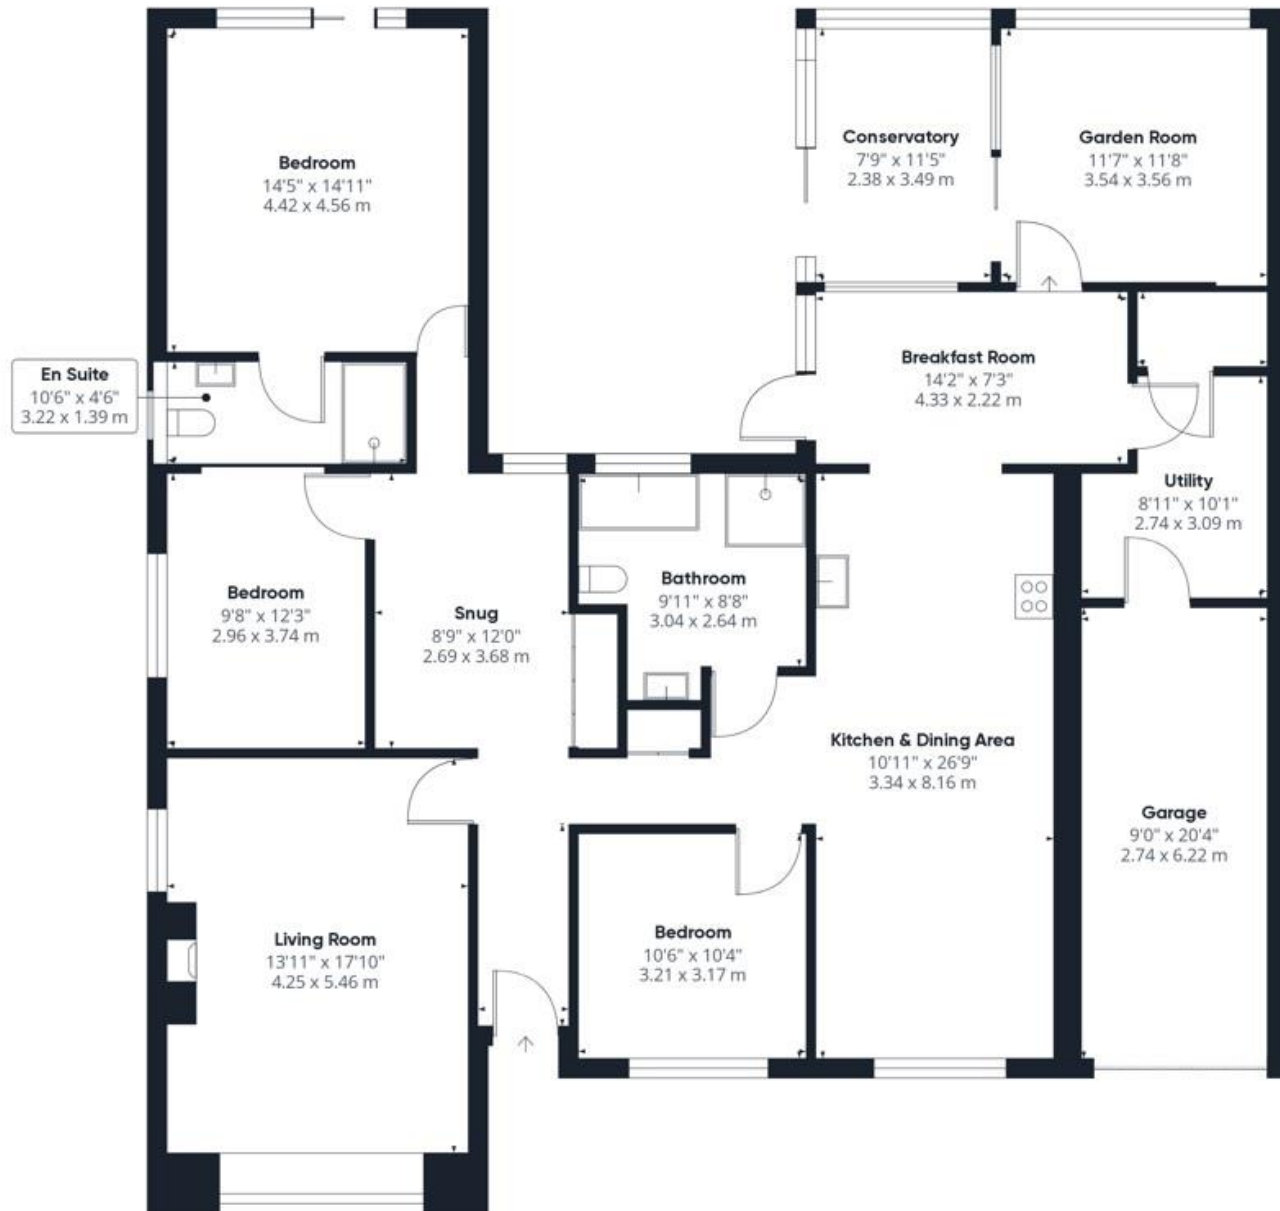 Conservatory
7'9" x 11'5"
2.38 x 3.49 m
Garden Room
11'7" x 11'8"
3.54 x 3.56 m
Bedroom
14'5" x 14'11"
4.42 x 4.56 m
Breakfast Room
14'2" x 7'3"
4.33 x 2.22 m
En Suite
10'6" x 4'6"
3.22 x 1.39 m
Utility
8'11" x 10'1"
2.74 x 3.09 m
Bedroom
9'8" x 12'3"
2.96 x 3.74 m
Snug
8'9" x 12'0"
2.69 x 3.68 m
Bathroom
9'11" x 8'8"
3.04 x 2.64 m
Kitchen & Dining Area
10'11" x 26'9"
3.34 x 8.16 m
Garage
9'0" x 20'4"
2.74 x 6.22 m
Living Room
13'11" x 17'10"
4.25 x 5.46 m
Bedroom
10'6" x 10'4"
3.21 x 3.17 m